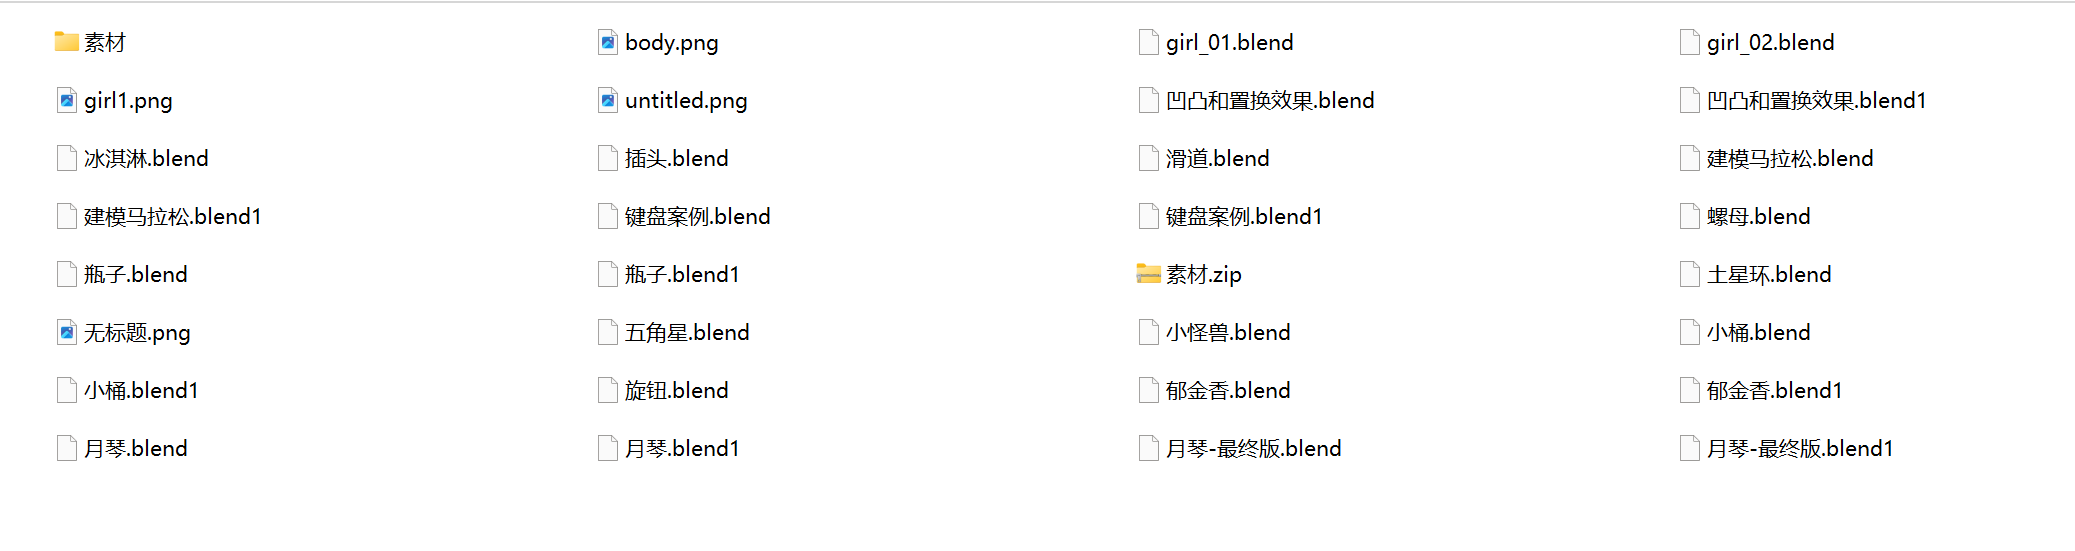 素材 body.png girl_01.blend girl_02.blend
girl1.png untitled.png 凹凸和置换效果.blend 凹凸和置换效果.blend1
冰淇淋.blend 插头.blend 滑道.blend 建模马拉松.blend
建模马拉松.blend1 键盘案例.blend 键盘案例.blend1 螺母.blend
瓶子.blend 瓶子.blend1 素材.zip 土星环.blend
无标题.png 五角星.blend 小怪兽.blend 小桶.blend
小桶.blend1 旋钮.blend 郁金香.blend 郁金香.blend1
月琴.blend 月琴.blend1 月琴-最终版.blend 月琴-最终版.blend1